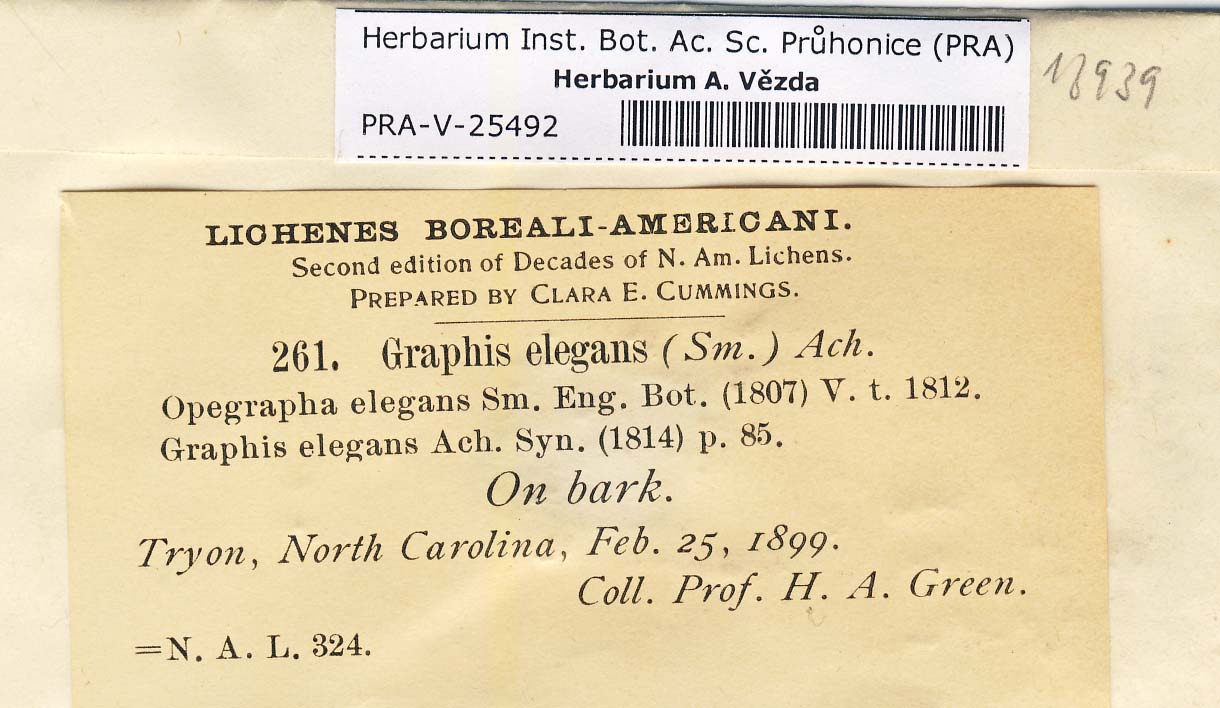 Herbarium Inst. Bot. Ac. Sc. Průhonice (PRA)
Herbarium A. Vězda
PRA-V-25492
18939
LICHENES BOREALI-AMERICANI.
Second edition of Decades of N. Am. Lichens.
PREPARED BY CLARA E. CUMMINGS.
261. Graphis elegans (Sm.) Ach.
Opegrapha elegans Sm. Eng. Bot. (1807) V. t. 1812.
Graphis elegans Ach. Syn. (1814) p. 85.
On bark.
Tryon, North Carolina, Feb. 25, 1899.
Coll. Prof. H. A. Green.
=N. A. L. 324.